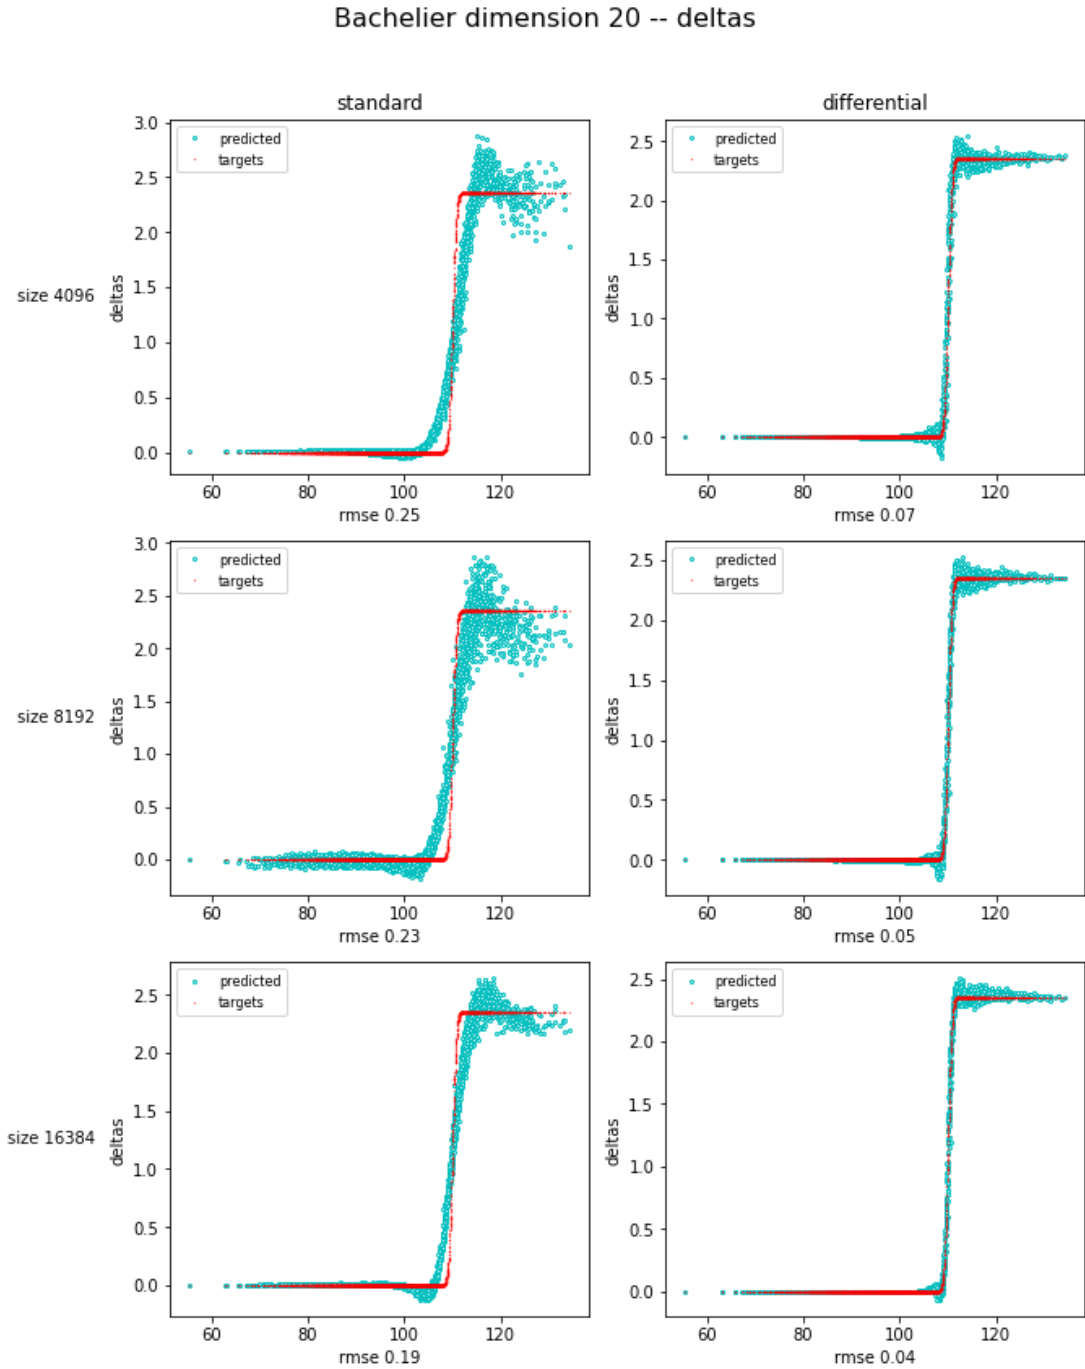 Bachelier dimension 20 -- deltas
standard
differential
size 4096
deltas
3.0
2.5
2.0
1.5
1.0
0.5
0.0
predicted
targets
60 80 100 120
rmse 0.25
deltas
2.5
2.0
1.5
1.0
0.5
0.0
predicted
targets
60 80 100 120
rmse 0.07
size 8192
deltas
3.0
2.5
2.0
1.5
1.0
0.5
0.0
predicted
targets
60 80 100 120
rmse 0.23
deltas
2.5
2.0
1.5
1.0
0.5
0.0
predicted
targets
60 80 100 120
rmse 0.05
size 16384
deltas
2.5
2.0
1.5
1.0
0.5
0.0
predicted
targets
60 80 100 120
rmse 0.19
deltas
2.5
2.0
1.5
1.0
0.5
0.0
predicted
targets
60 80 100 120
rmse 0.04